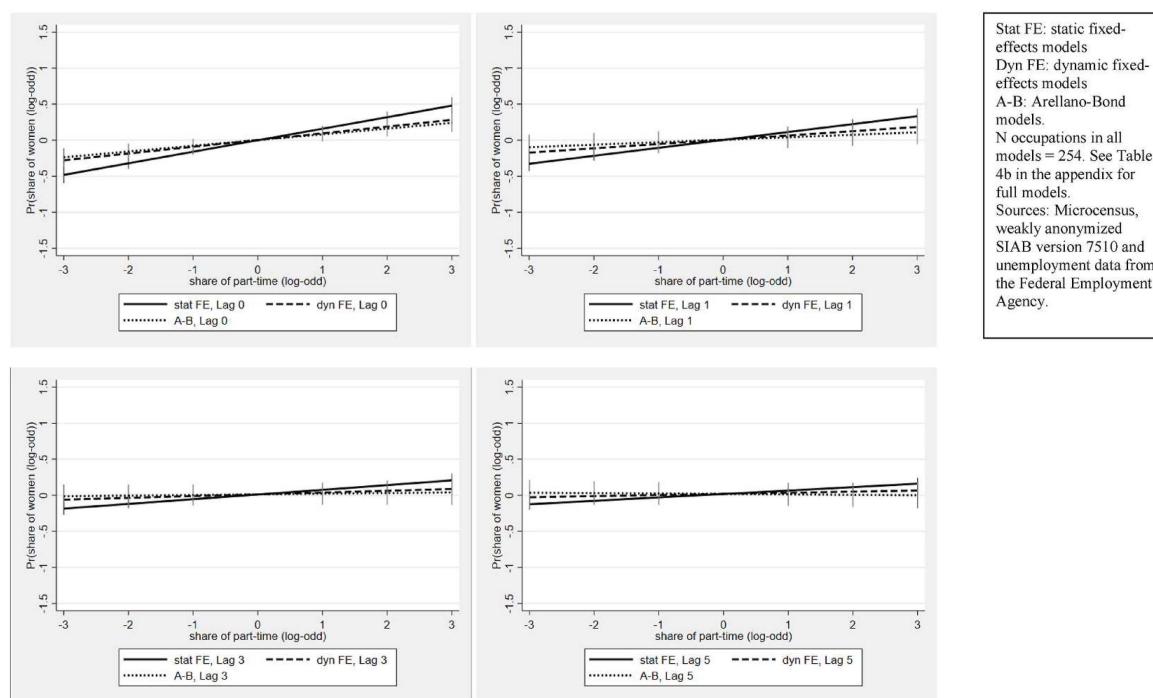 1.5
1
.5
0
-.5
-1
-1.5
Pr(share of women (log-odd))
-3 -2 -1 0 1 2 3
share of part-time (log-odd)
stat FE, Lag 0 dyn FE, Lag 0
A-B, Lag 0
1.5
1
.5
0
-.5
-1
-1.5
Pr(share of women (log-odd))
-3 -2 -1 0 1 2 3
share of part-time (log-odd)
stat FE, Lag 1 dyn FE, Lag 1
A-B, Lag 1
Stat FE: static fixed-
effects models
Dyn FE: dynamic fixed-
effects models
A-B: Arellano-Bond
models.
N occupations in all
models = 254. See Table
4b in the appendix for
full models.
Sources: Microcensus,
weakly anonymized
SIAB version 7510 and
unemployment data from
the Federal Employment
Agency.
1.5
1
.5
0
-.5
-1
-1.5
Pr(share of women (log-odd))
-3 -2 -1 0 1 2 3
share of part-time (log-odd)
stat FE, Lag 3 dyn FE, Lag 3
A-B, Lag 3
1.5
1
.5
0
-.5
-1
-1.5
Pr(share of women (log-odd))
-3 -2 -1 0 1 2 3
share of part-time (log-odd)
stat FE, Lag 5 dyn FE, Lag 5
A-B, Lag 5